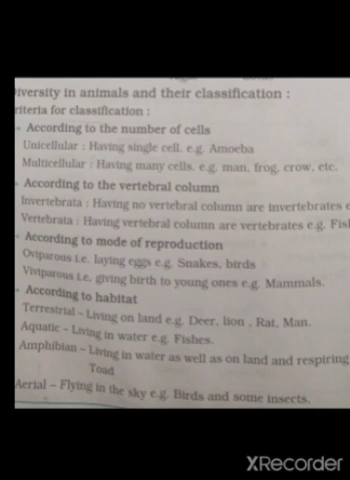 iversity in animals and their classification :
riteria for classification :
- According to the number of cells
Unicellular : Having single cell. e.g. Amoeba
Multicellular : Having many cells. e.g. man, frog, crow, etc.
- According to the vertebral column
Invertebrata : Having no vertebral column are invertebrates e
Vertebrata : Having vertebral column are vertebrates e.g. Fis
- According to mode of reproduction
Oviparous i.e. laying eggs e.g. Snakes, birds
Viviparous i.e. giving birth to young ones e.g. Mammals.
- According to habitat
Terrestrial – Living on land e.g. Deer, lion , Rat, Man.
Aquatic – Living in water e.g. Fishes.
Amphibian – Living in water as well as on land and respiring
Toad
Aerial – Flying in the sky e.g. Birds and some insects.
XRecorder